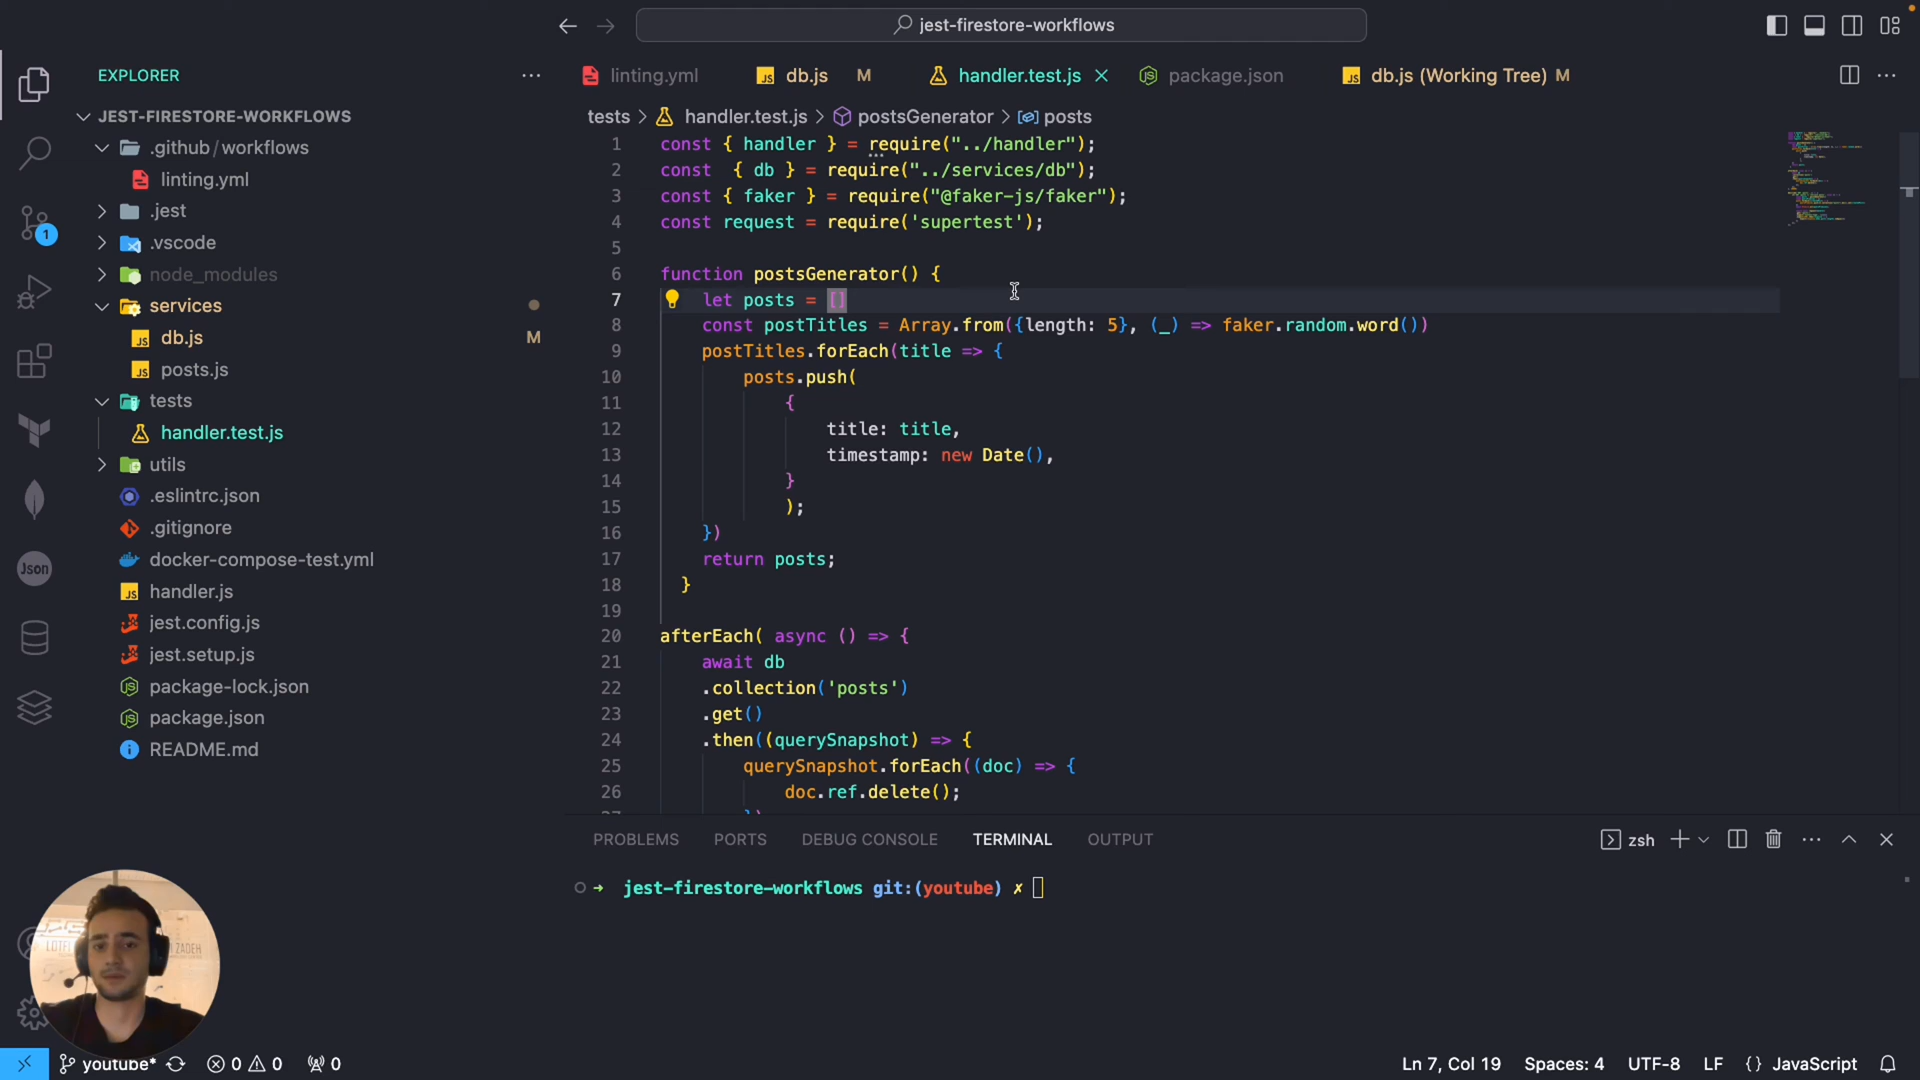 jest-firestore-workflows
EXPLORER
JEST-FIRESTORE-WORKFLOWS
.github/workflows
linting.yml
.jest
.vscode
node_modules
services
db.js M
posts.js
tests
handler.test.js
utils
.eslintrc.json
.gitignore
docker-compose-test.yml
handler.js
jest.config.js
jest.setup.js
package-lock.json
package.json
README.md
1
Json
linting.yml db.js M handler.test.js package.json db.js (Working Tree) M
tests > handler.test.js > postsGenerator > posts
1 const { handler } = require("../handler");
2 const  { db } = require("../services/db");
3 const { faker } = require("@faker-js/faker");
4 const request = require('supertest');
5
6 function postsGenerator() {
7 let posts = []
8 const postTitles = Array.from({length: 5}, (_) => faker.random.word())
9 postTitles.forEach(title => {
10 posts.push(
11 {
12 title: title,
13 timestamp: new Date(),
14 }
15 );
16 })
17 return posts;
18 }
19
20 afterEach( async () => {
21 await db
22 .collection('posts')
23 .get()
24 .then((querySnapshot) => {
25 querySnapshot.forEach((doc) => {
26 doc.ref.delete();
PROBLEMS PORTS DEBUG CONSOLE TERMINAL OUTPUT
zsh
jest-firestore-workflows git:(youtube) ✗
youtube* 0 0 0
Ln 7, Col 19 Spaces: 4 UTF-8 LF {} JavaScript